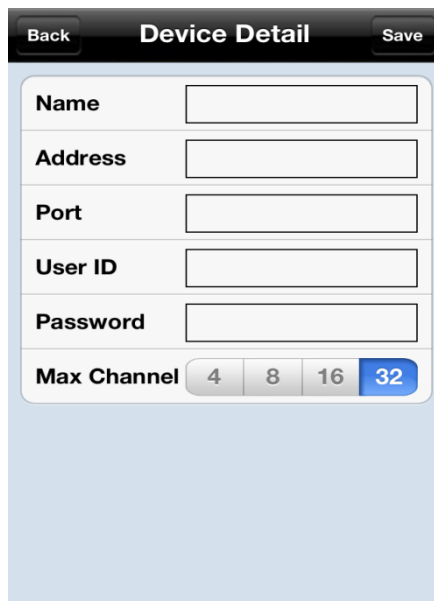 Back Device Detail Save
Name
Address
Port
User ID
Password
Max Channel 4 8 16 32